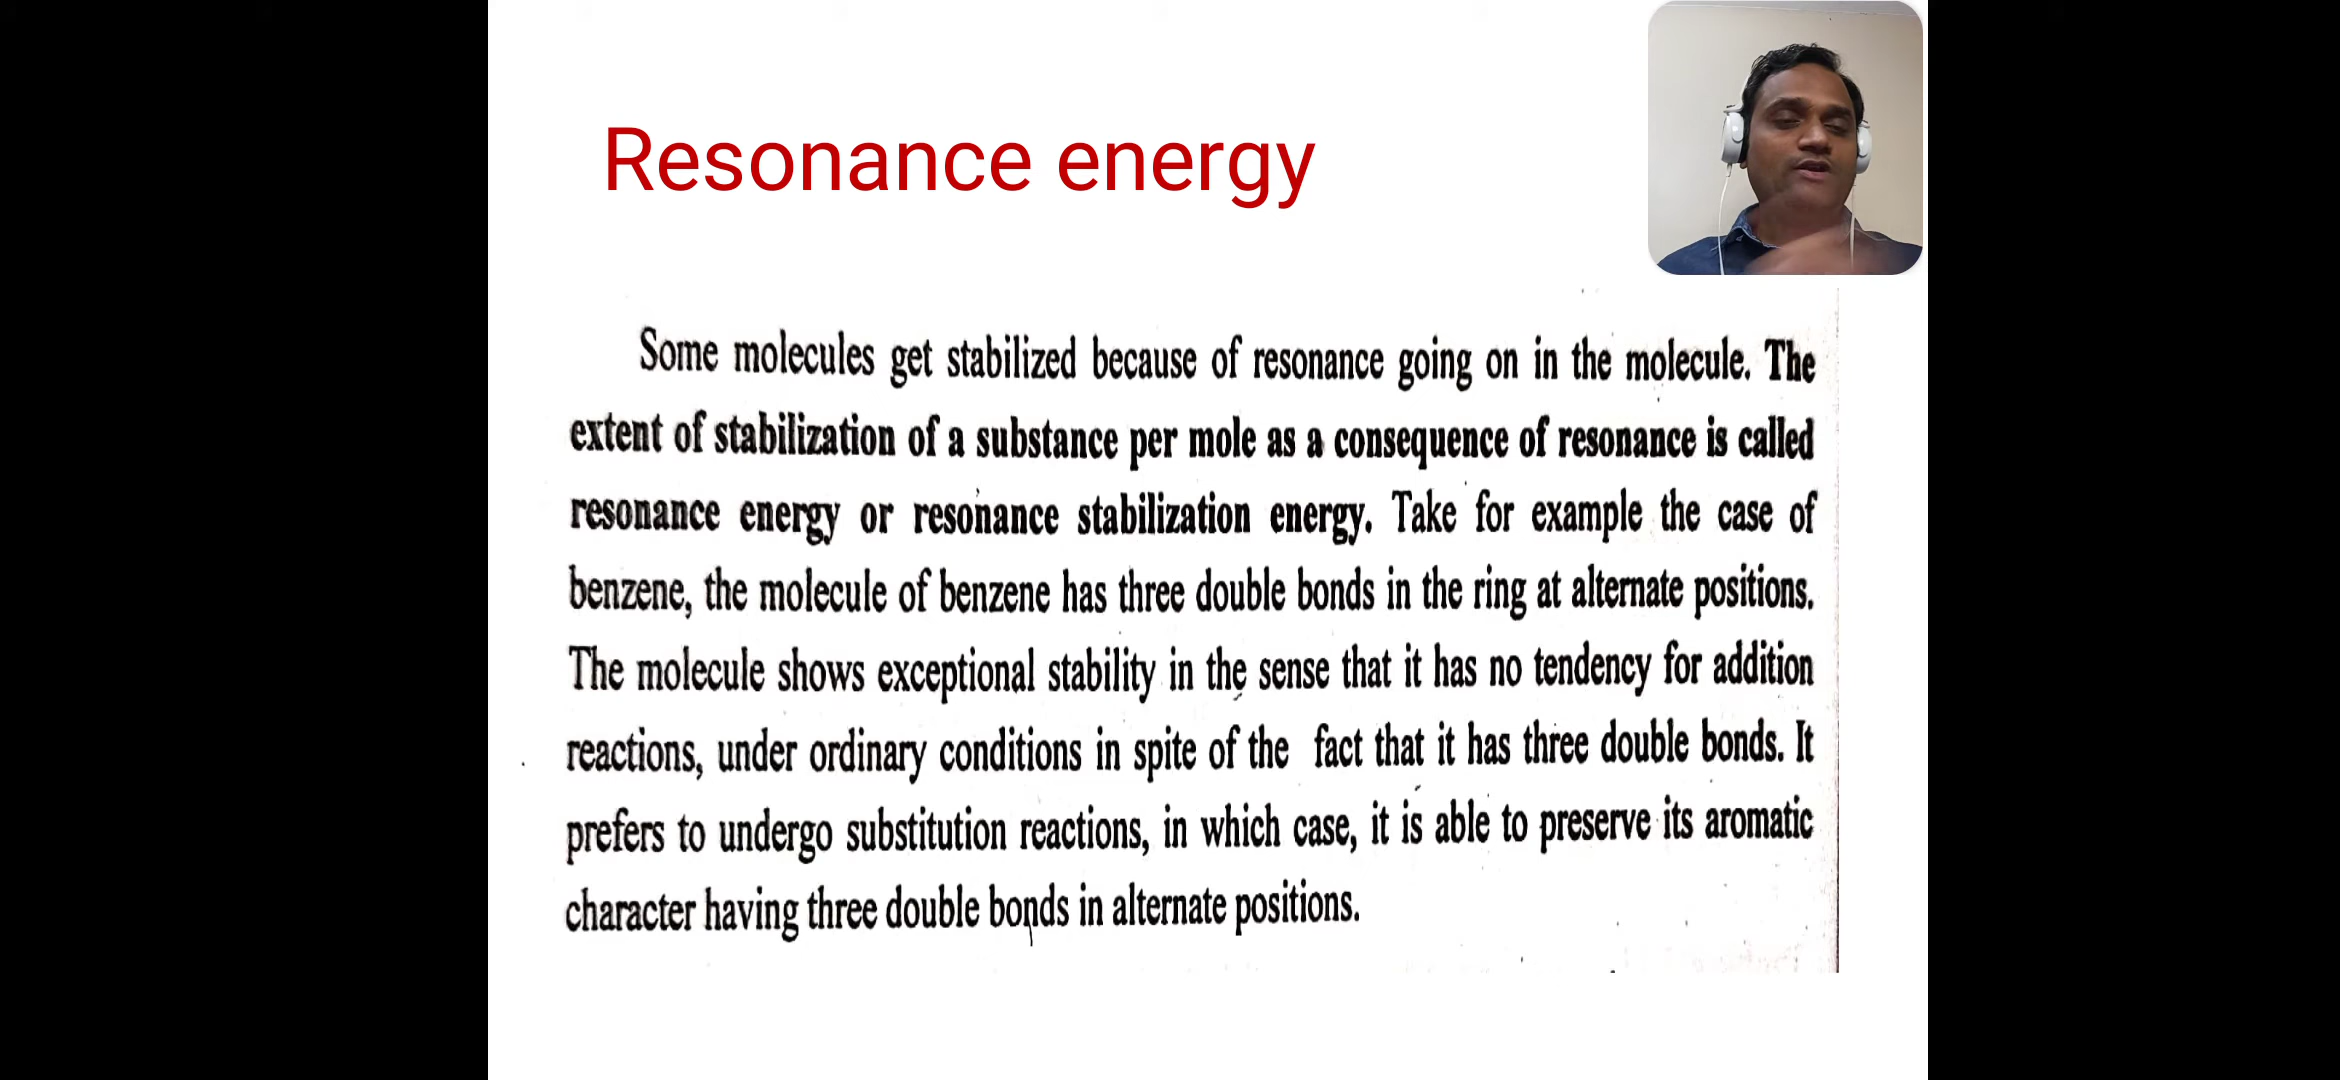 Resonance energy
Some molecules get stabilized because of resonance going on in the molecule. The
extent of stabilization of a substance per mole as a consequence of resonance is called
resonance energy or resonance stabilization energy. Take for example the case of
benzene, the molecule of benzene has three double bonds in the ring at alternate positions.
The molecule shows exceptional stability in the sense that it has no tendency for addition
reactions, under ordinary conditions in spite of the fact that it has three double bonds. It
prefers to undergo substitution reactions, in which case, it is able to preserve its aromatic
character having three double bonds in alternate positions.